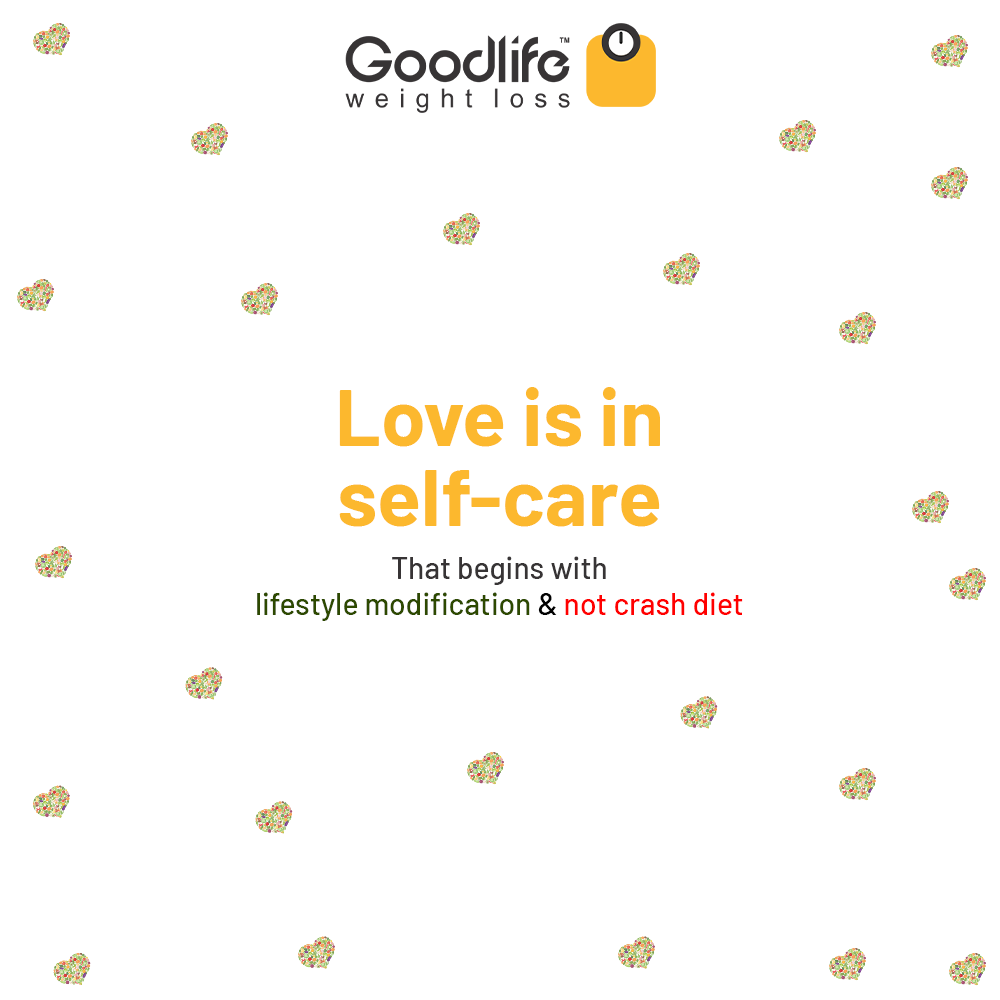 Goodlife™
weight loss
Love is in
self-care
That begins with
lifestyle modification & not crash diet